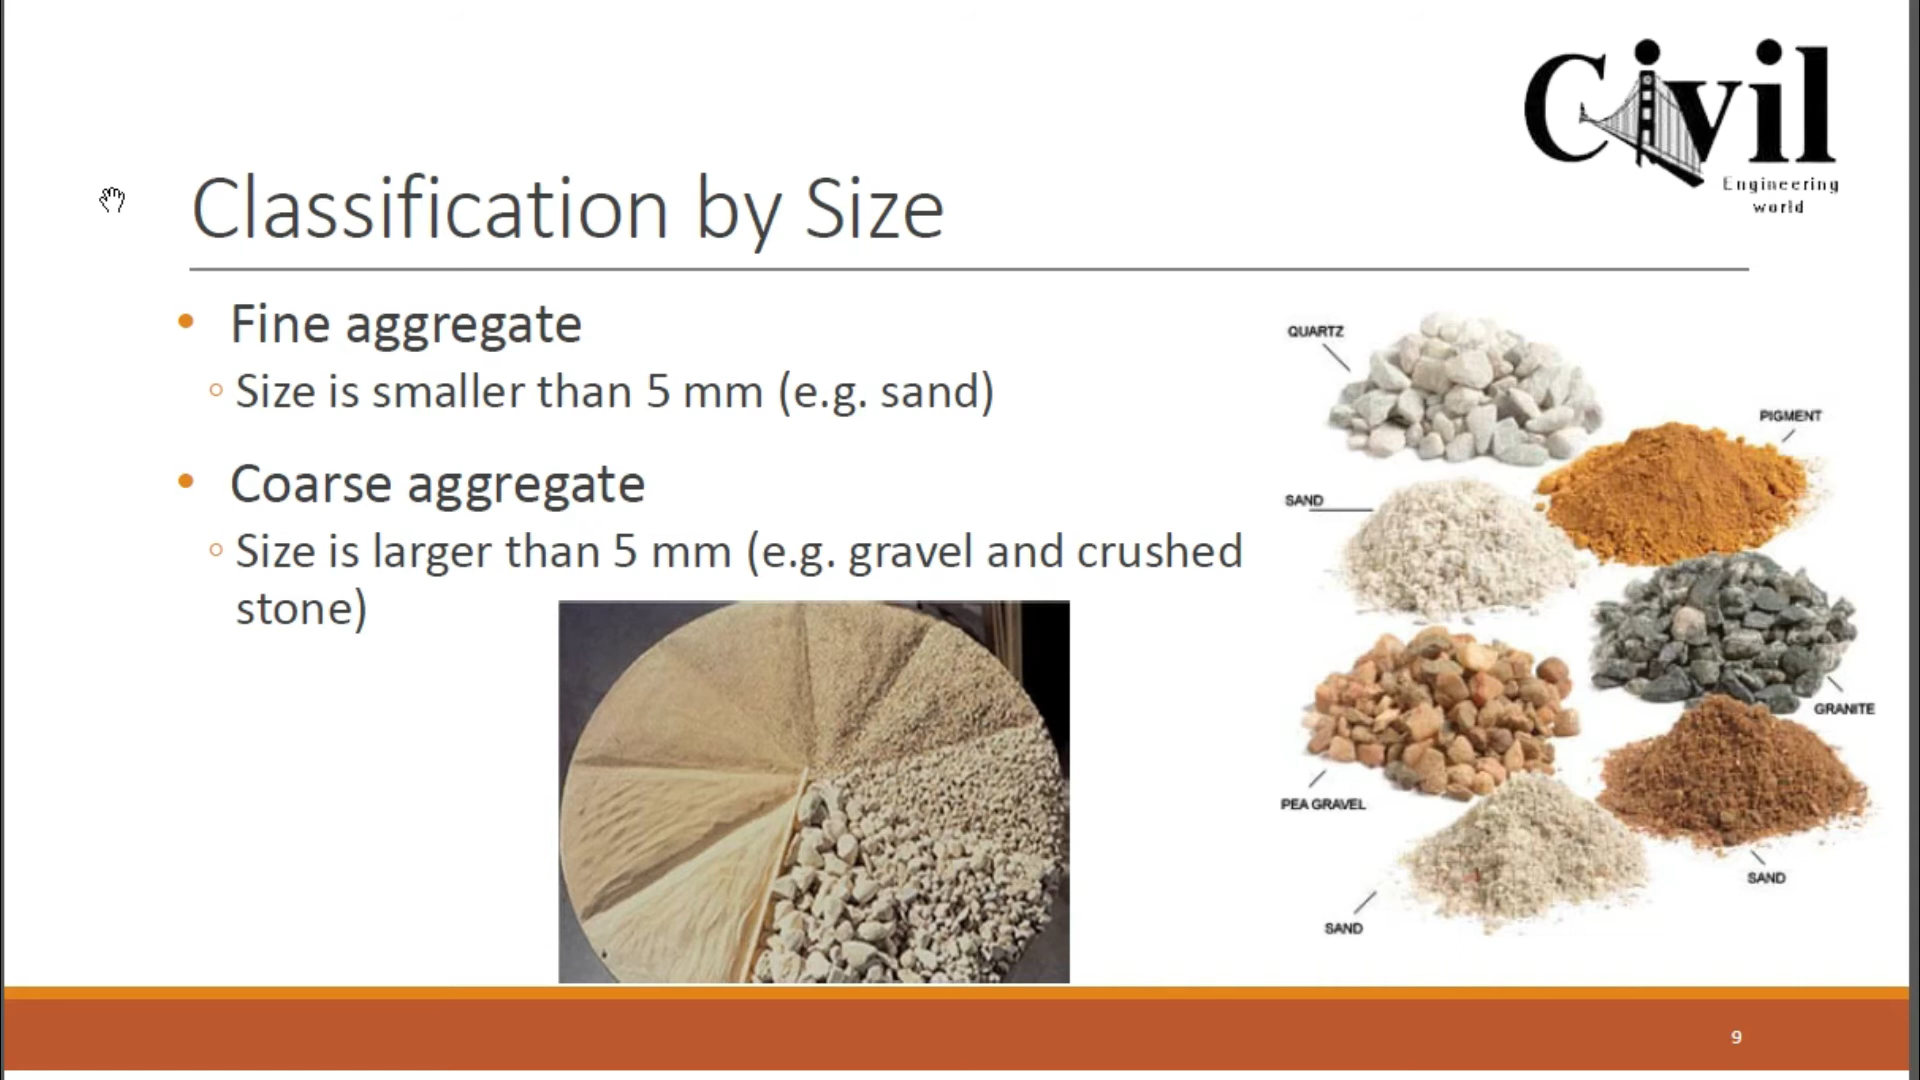 Civil
Engineering
world
Classification by Size
• Fine aggregate
◦ Size is smaller than 5 mm (e.g. sand)
• Coarse aggregate
◦ Size is larger than 5 mm (e.g. gravel and crushed
stone)
QUARTZ
PIGMENT
SAND
GRANITE
PEA GRAVEL
SAND
SAND
9